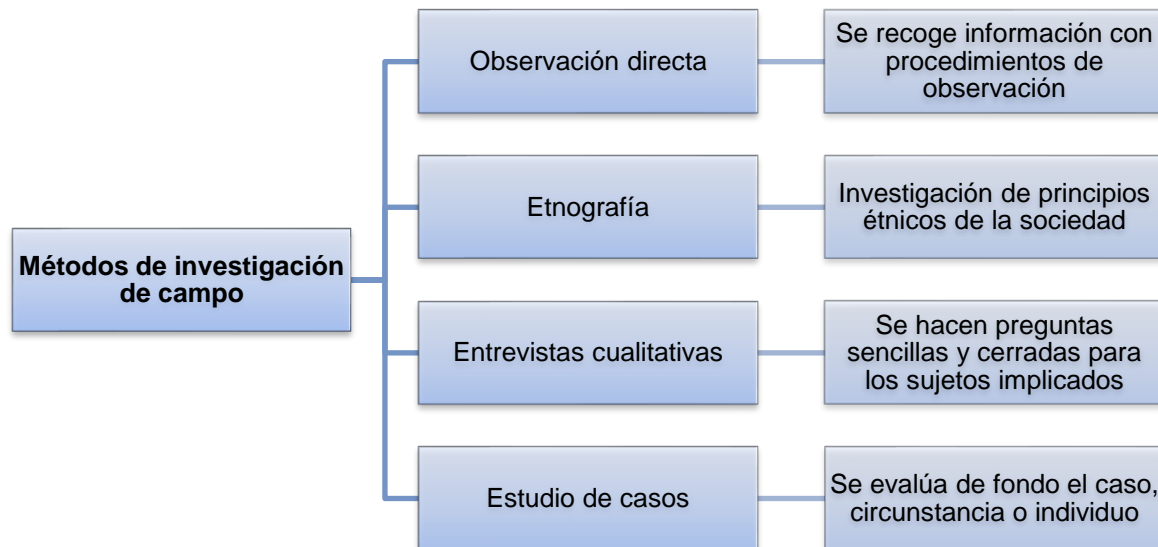 Métodos de investigación
de campo
Observación directa
Se recoge información con
procedimientos de
observación
Etnografía
Investigación de principios
étnicos de la sociedad
Entrevistas cualitativas
Se hacen preguntas
sencillas y cerradas para
los sujetos implicados
Estudio de casos
Se evalúa de fondo el caso,
circunstancia o individuo